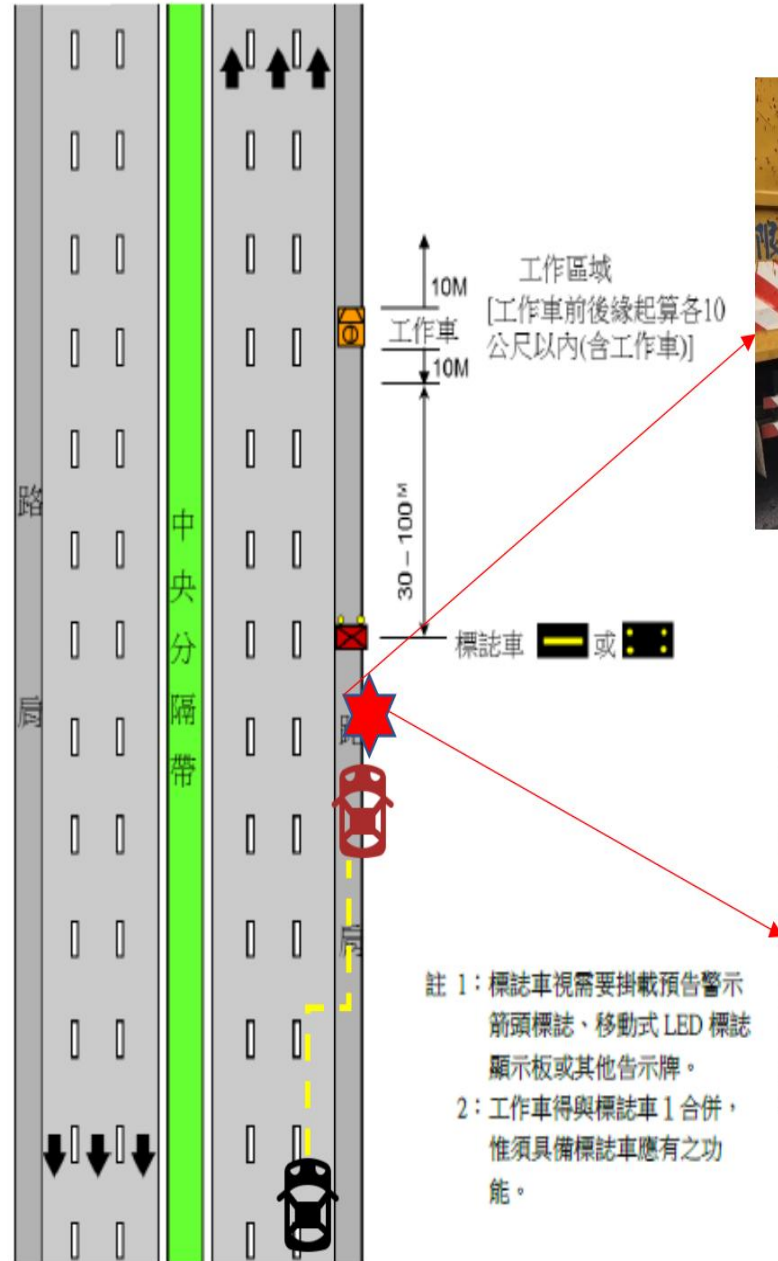 10M
工作車
10M
工作區域
[工作車前後緣起算各10
公尺以內(含工作車)]
30－100M
標誌車 或
路
肩
中
央
分
隔
帶
路
肩
註 1：標誌車視需要掛載預告警示
箭頭標誌、移動式 LED 標誌
顯示板或其他告示牌。
2：工作車得與標誌車 1 合併，
惟須具備標誌車應有之功
能。